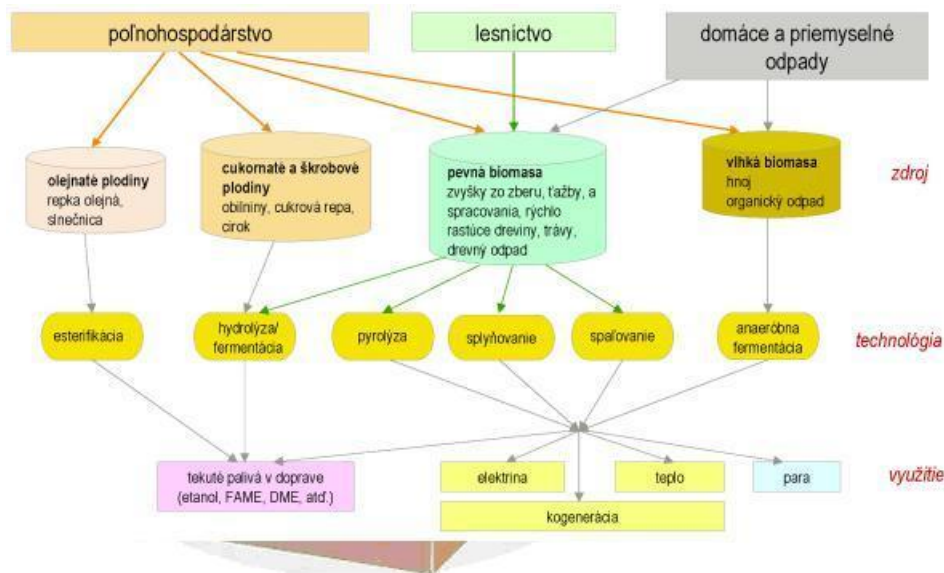 poľnohospodárstvo
lesníctvo
domáce a priemyselné
odpady
olejnaté plodiny
repka olejná,
slnečnica
cukornaté a škrobové
plodiny
obilniny, cukrová repa,
cirok
pevná biomasa
zvyšky zo zberu, ťažby, a
spracovania, rýchlo
rastúce dreviny, trávy,
drevný odpad
vlhká biomasa
hnoj
organický odpad
zdroj
esterifikácia
hydrolýza/
fermentácia
pyrolýza
splyňovanie
spaľovanie
anaeróbna
fermentácia
technológia
tekuté palivá v doprave
(etanol, FAME, DME, atď.)
elektrina
teplo
para
využítie
kogenerácia